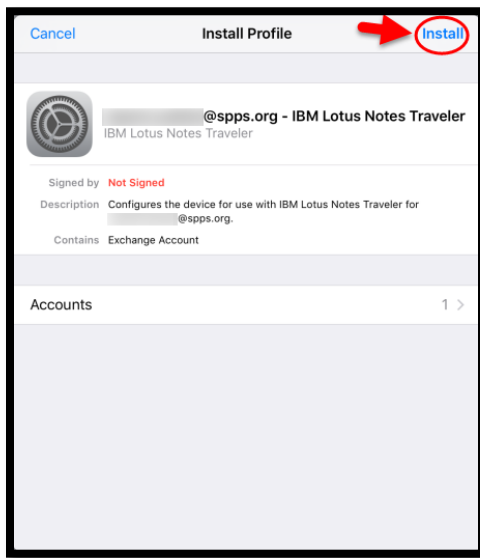 Cancel Install Profile Install
@spps.org - IBM Lotus Notes Traveler
IBM Lotus Notes Traveler
Signed by Not Signed
Description Configures the device for use with IBM Lotus Notes Traveler for
@spps.org.
Contains Exchange Account
Accounts 1 >